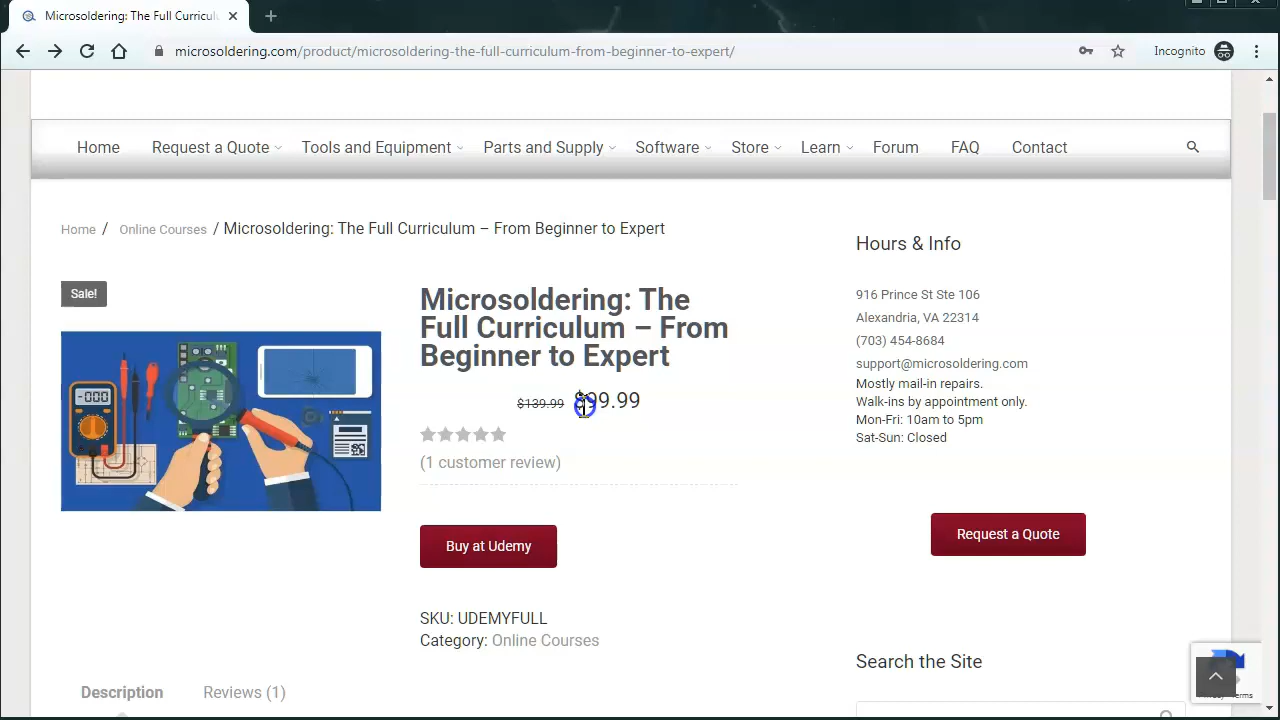 Microsoldering: The Full Curricul
microsoldering.com/product/microsoldering-the-full-curriculum-from-beginner-to-expert/
Incognito
Home Request a Quote Tools and Equipment Parts and Supply Software Store Learn Forum FAQ Contact
Home / Online Courses / Microsoldering: The Full Curriculum – From Beginner to Expert
Sale!
-000
Microsoldering: The
Full Curriculum – From
Beginner to Expert
$139.99 $99.99
(1 customer review)
Buy at Udemy
SKU: UDEMYFULL
Category: Online Courses
Description Reviews (1)
Hours & Info
916 Prince St Ste 106
Alexandria, VA 22314
(703) 454-8684
support@microsoldering.com
Mostly mail-in repairs.
Walk-ins by appointment only.
Mon-Fri: 10am to 5pm
Sat-Sun: Closed
Request a Quote
Search the Site